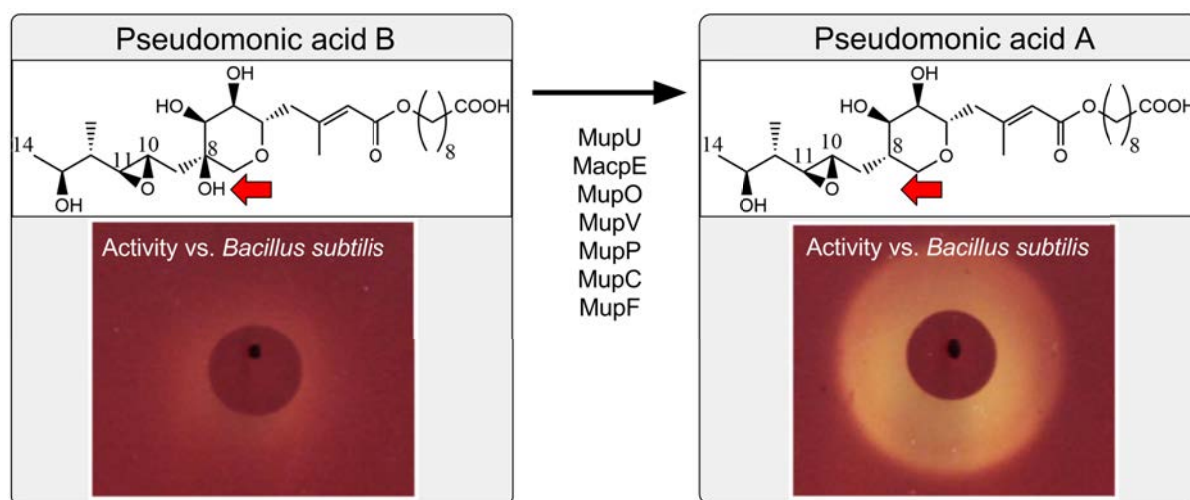 Pseudomonic acid B
OH
HO
OH
O
COOH
14
10
8
O
8
11
O
O
OH
OH
Activity vs. Bacillus subtilis
MupU
MacpE
MupO
MupV
MupP
MupC
MupF
Pseudomonic acid A
OH
HO
OH
O
COOH
14
10
8
O
8
11
O
O
OH
Activity vs. Bacillus subtilis